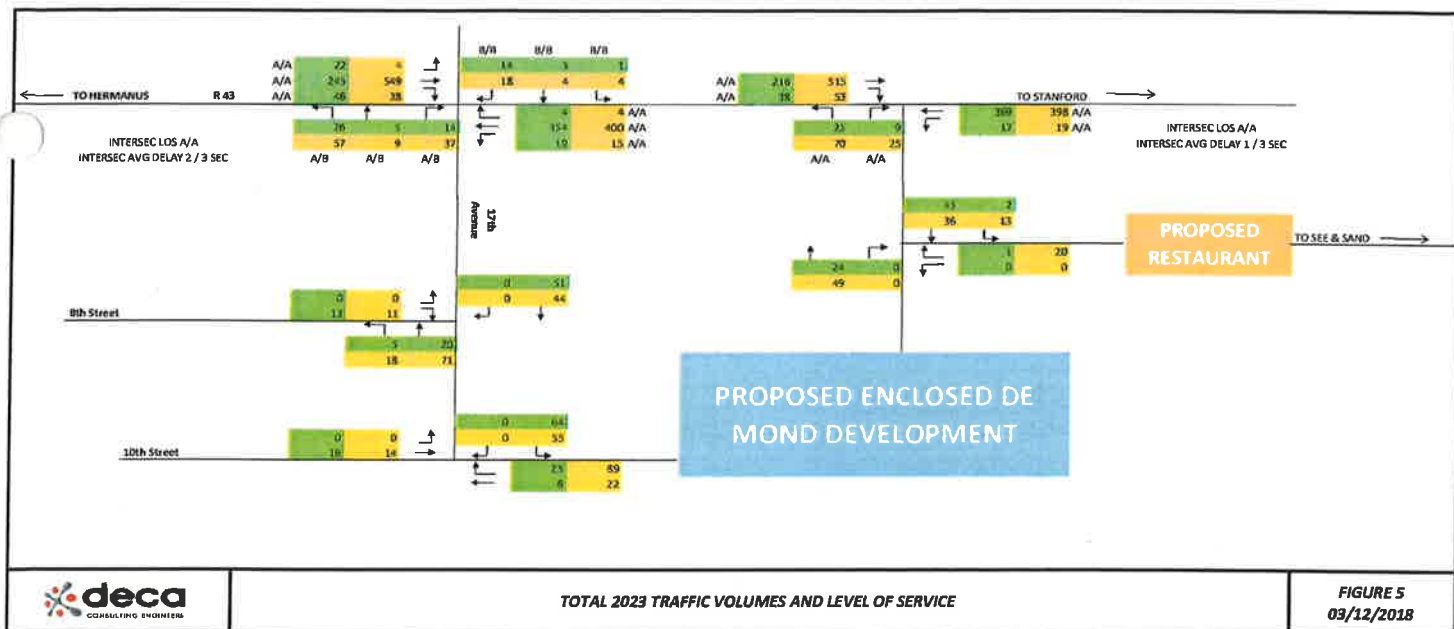 B/B B/B B/B
A/A 22 4
A/A 245 549
A/A 46 38
14 3 1
18 4 4
A/A 216 515
A/A 18 53
TO HERMANUS R 43
TO STANFORD
4 4 A/A
354 400 A/A
19 15 A/A
369 398 A/A
17 19 A/A
INTERSEC LOS A/A
INTERSEC AVG DELAY 2 / 3 SEC
26 5 14
57 9 37
A/B A/B A/B
23 9
70 25
A/A A/A
INTERSEC LOS A/A
INTERSEC AVG DELAY 1 / 3 SEC
17th
Avenue
45 2
36 13
PROPOSED
RESTAURANT
TO SEE & SAND
1 20
0 0
24 0
49 0
0 51
0 44
0 0
13 11
8th Street
5 20
18 71
PROPOSED ENCLOSED DE
MOND DEVELOPMENT
0 64
0 55
0 0
16 14
10th Street
23 89
6 22
deca
CONSULTING ENGINEERS
TOTAL 2023 TRAFFIC VOLUMES AND LEVEL OF SERVICE
FIGURE 5
03/12/2018